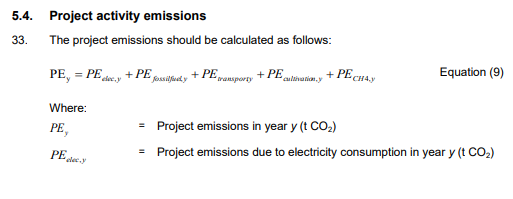 5.4. Project activity emissions
33. The project emissions should be calculated as follows:
PE_y = PE_elec,y + PE_fossilfuel,y + PE_transporty + PE_cultivation,y + PE_CH4,y Equation (9)
Where:
PE_y = Project emissions in year y (t CO₂)
PE_elec,y = Project emissions due to electricity consumption in year y (t CO₂)